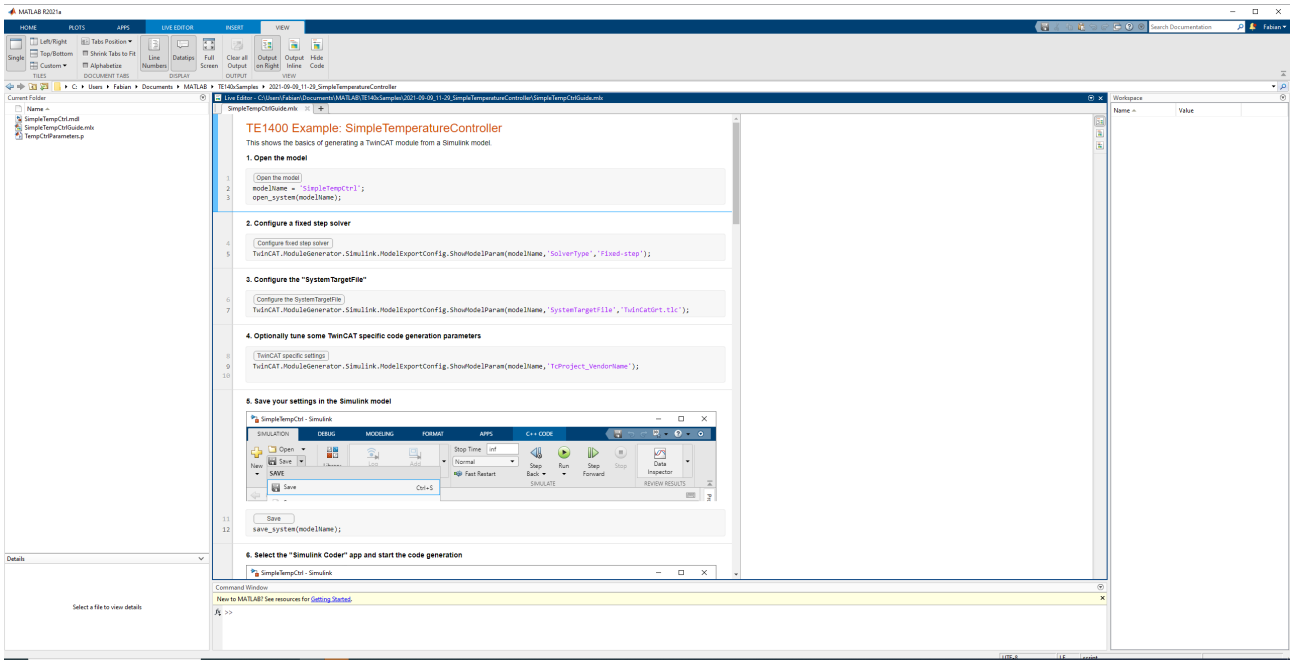 MATLAB R2021a
HOME PLOTS APPS LIVE EDITOR INSERT VIEW
Search Documentation Fabian
Left/Right Tabs Position
Top/Bottom Shrink Tabs to Fit
Custom Alphabetize
Single Line Numbers Datatips Full Screen Clear all Output Output on Right Output Inline Hide Code
TILES DOCUMENT TABS DISPLAY OUTPUT VIEW
C: Users Fabian Documents MATLAB TE140xSamples 2021-09-09_11-29_SimpleTemperatureController
Current Folder
Name
SimpleTempCtrl.mdl
SimpleTempCtrlGuide.mlx
TempCtrlParameters.p
Live Editor - C:\Users\Fabian\Documents\MATLAB\TE140xSamples\2021-09-09_11-29_SimpleTemperatureController\SimpleTempCtrlGuide.mlx
SimpleTempCtrlGuide.mlx
TE1400 Example: SimpleTemperatureController
This shows the basics of generating a TwinCAT module from a Simulink model.
1. Open the model
1 Open the model
2 modelName = 'SimpleTempCtrl';
3 open_system(modelName);
2. Configure a fixed step solver
4 Configure fixed step solver
5 TwinCAT.ModuleGenerator.Simulink.ModelExportConfig.ShowModelParam(modelName,'SolverType','Fixed-step');
3. Configure the "SystemTargetFile"
6 Configure the SystemTargetFile
7 TwinCAT.ModuleGenerator.Simulink.ModelExportConfig.ShowModelParam(modelName,'SystemTargetFile','TwinCatGrt.tlc');
4. Optionally tune some TwinCAT specific code generation parameters
8 TwinCAT specific settings
9 TwinCAT.ModuleGenerator.Simulink.ModelExportConfig.ShowModelParam(modelName,'TcProject_VendorName');
10
5. Save your settings in the Simulink model
SimpleTempCtrl - Simulink
SIMULATION DEBUG MODELING FORMAT APPS C++ CODE
New Open Save Stop Time inf
Normal
Fast Restart
Step Back Run Step Forward Stop Data Inspector
SIMULATE REVIEW RESULTS
SAVE
Save Ctrl+S
11 Save
12 save_system(modelName);
6. Select the "Simulink Coder" app and start the code generation
SimpleTempCtrl - Simulink
Workspace
Name Value
Details
Select a file to view details
Command Window
New to MATLAB? See resources for Getting Started.
fx >>